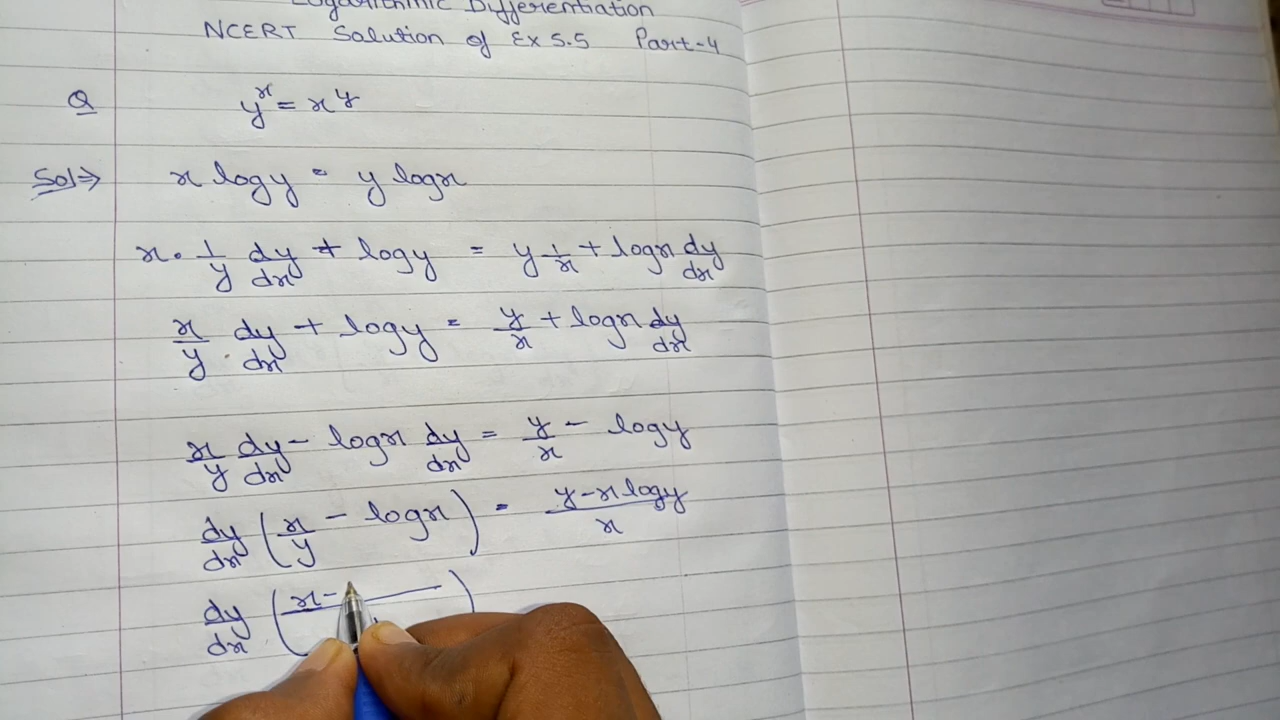 Logarithmic Differentiation
NCERT Solution of Ex 5.5 Part-4
Q y^x = x^y
Sol⇒ x log y = y log x
x · 1/y dy/dx + log y = y 1/x + log x dy/dx
x/y · dy/dx + log y = y/x + log x dy/dx
x/y dy/dx - log x dy/dx = y/x - log y
dy/dx (x/y - log x) = (y - x log y)/x
dy/dx (x -